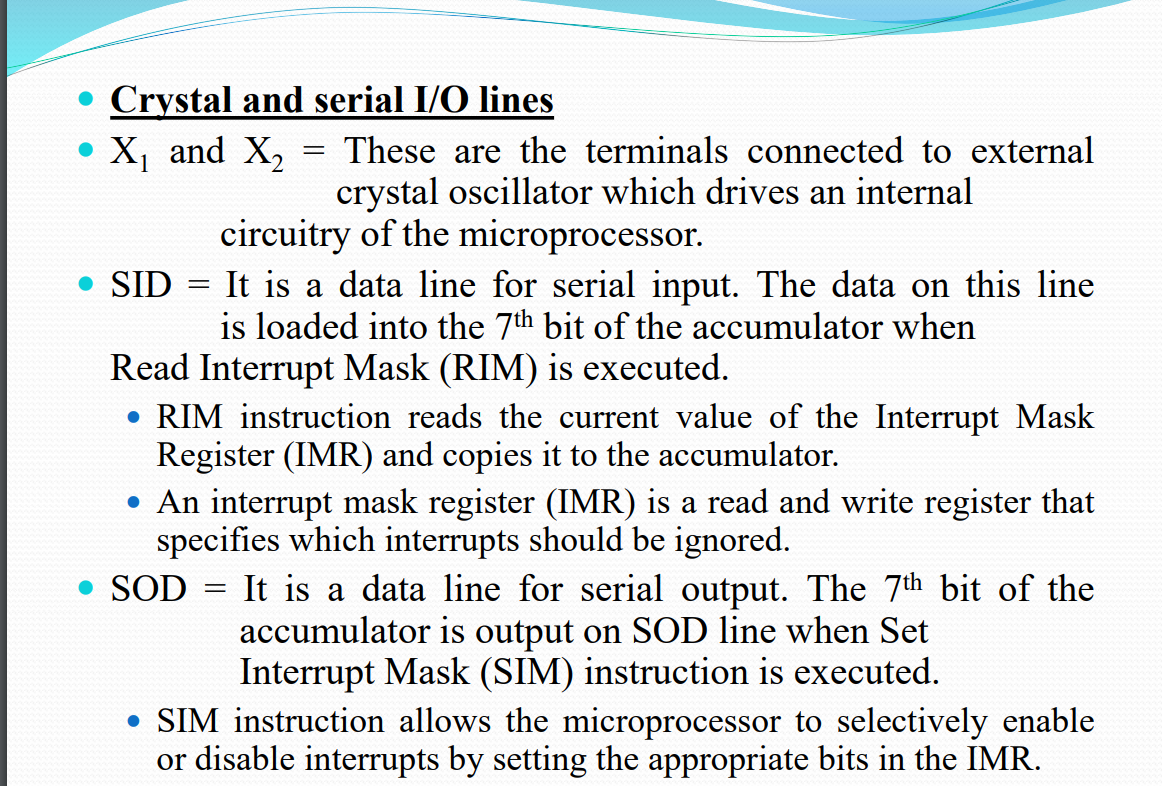 Crystal and serial I/O lines
X₁ and X₂ = These are the terminals connected to external
crystal oscillator which drives an internal
circuitry of the microprocessor.
SID = It is a data line for serial input. The data on this line
is loaded into the 7th bit of the accumulator when
Read Interrupt Mask (RIM) is executed.
RIM instruction reads the current value of the Interrupt Mask
Register (IMR) and copies it to the accumulator.
An interrupt mask register (IMR) is a read and write register that
specifies which interrupts should be ignored.
SOD = It is a data line for serial output. The 7th bit of the
accumulator is output on SOD line when Set
Interrupt Mask (SIM) instruction is executed.
SIM instruction allows the microprocessor to selectively enable
or disable interrupts by setting the appropriate bits in the IMR.